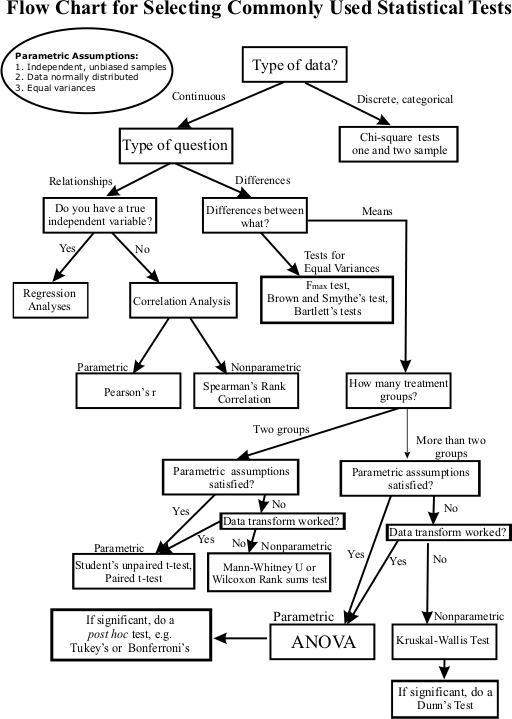 Flow Chart for Selecting Commonly Used Statistical Tests
Parametric Assumptions:
1. Independent, unbiased samples
2. Data normally distributed
3. Equal variances
Type of data?
Continuous
Discrete, categorical
Type of question
Chi-square tests
one and two sample
Relationships
Differences
Do you have a true
independent variable?
Differences between
what?
Means
Yes
No
Tests for
Equal Variances
Regression
Analyses
Correlation Analysis
Fmax test,
Brown and Smythe's test,
Bartlett's tests
Parametric
Nonparametric
Pearson's r
Spearman's Rank
Correlation
How many treatment
groups?
Two groups
More than two
groups
Parametric assumptions
satisfied?
Parametric asssumptions
satisfied?
Yes
No
No
Data transform worked?
Data transform worked?
Yes
No
Parametric
Nonparametric
Yes
Yes
No
Student's unpaired t-test,
Paired t-test
Mann-Whitney U or
Wilcoxon Rank sums test
If significant, do a
post hoc test, e.g.
Tukey's or Bonferroni's
Parametric
ANOVA
Nonparametric
Kruskal-Wallis Test
If significant, do a
Dunn's Test